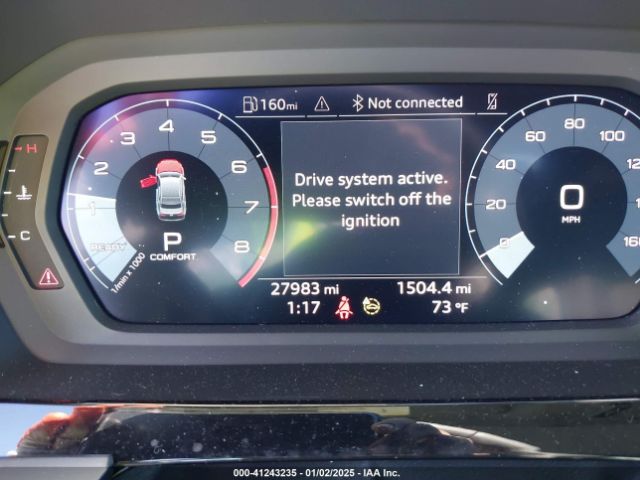 160mi Not connected
H
C
1 2 3 4 5 6 7 8
READY
1/min x 1000
P
COMFORT
Drive system active.
Please switch off the
ignition
0 20 40 60 80 100 120 160
0
MPH
27983 mi 1504.4 mi
1:17 73 °F
000-41243235 - 01/02/2025 - IAA Inc.